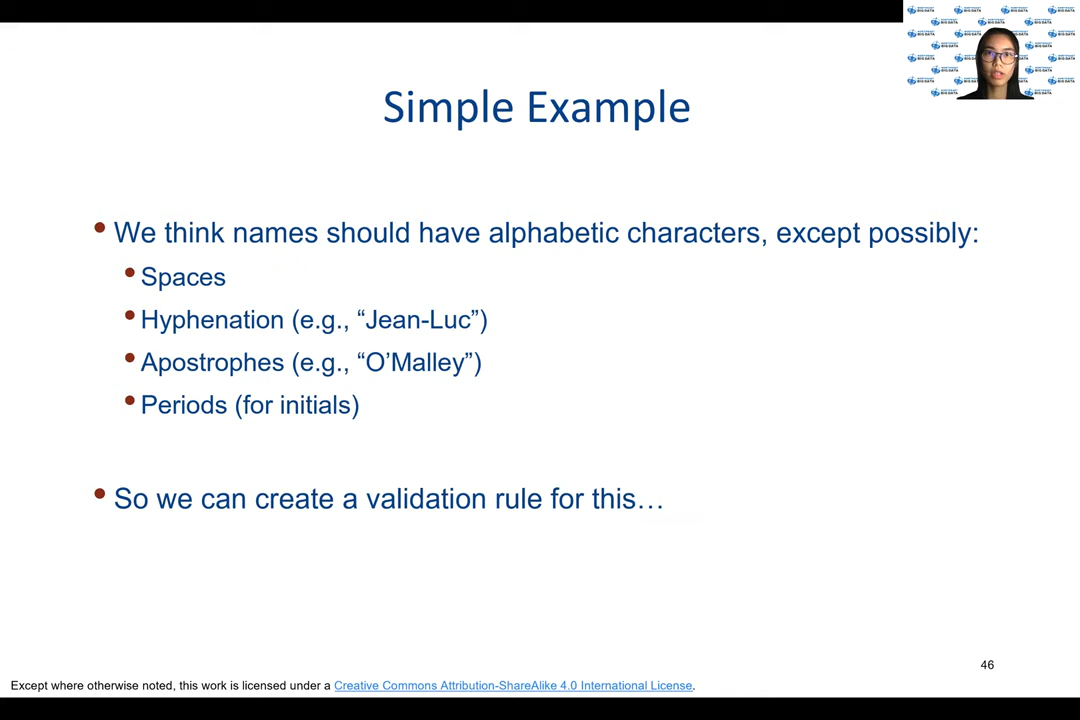 Simple Example
• We think names should have alphabetic characters, except possibly:
• Spaces
• Hyphenation (e.g., “Jean-Luc”)
• Apostrophes (e.g., “O’Malley”)
• Periods (for initials)
• So we can create a validation rule for this…
46
Except where otherwise noted, this work is licensed under a Creative Commons Attribution-ShareAlike 4.0 International License.